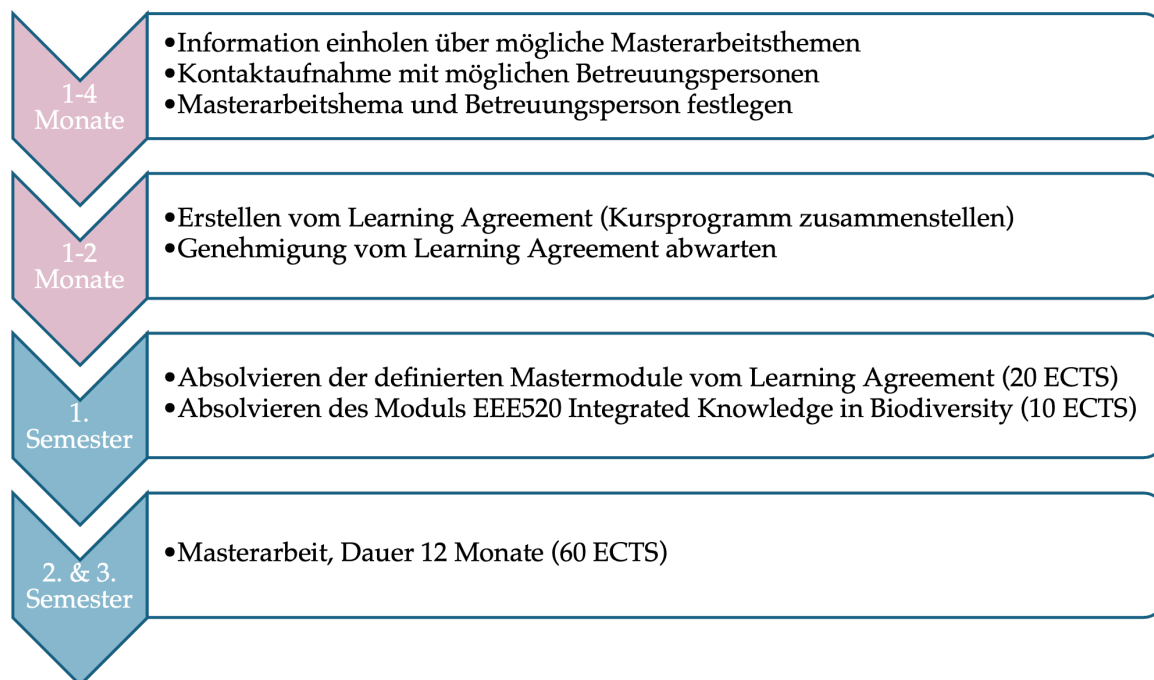 1-4
Monate
•Information einholen über mögliche Masterarbeitsthemen
•Kontaktaufnahme mit möglichen Betreuungspersonen
•Masterarbeitshema und Betreuungsperson festlegen
1-2
Monate
•Erstellen vom Learning Agreement (Kursprogramm zusammenstellen)
•Genehmigung vom Learning Agreement abwarten
1.
Semester
•Absolvieren der definierten Mastermodule vom Learning Agreement (20 ECTS)
•Absolvieren des Moduls EEE520 Integrated Knowledge in Biodiversity (10 ECTS)
2. & 3.
Semester
•Masterarbeit, Dauer 12 Monate (60 ECTS)